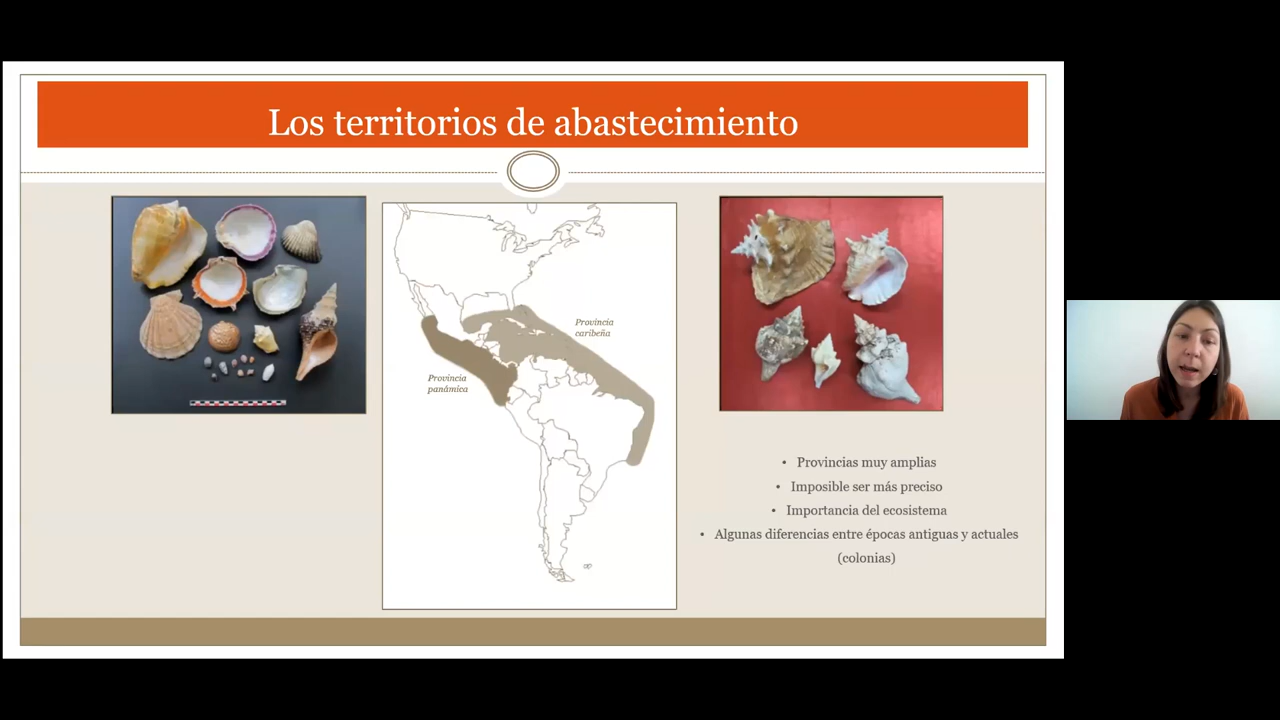 Los territorios de abastecimiento
Provincia
caribeña
Provincia
panámica
• Provincias muy amplias
• Imposible ser más preciso
• Importancia del ecosistema
• Algunas diferencias entre épocas antiguas y actuales
(colonias)